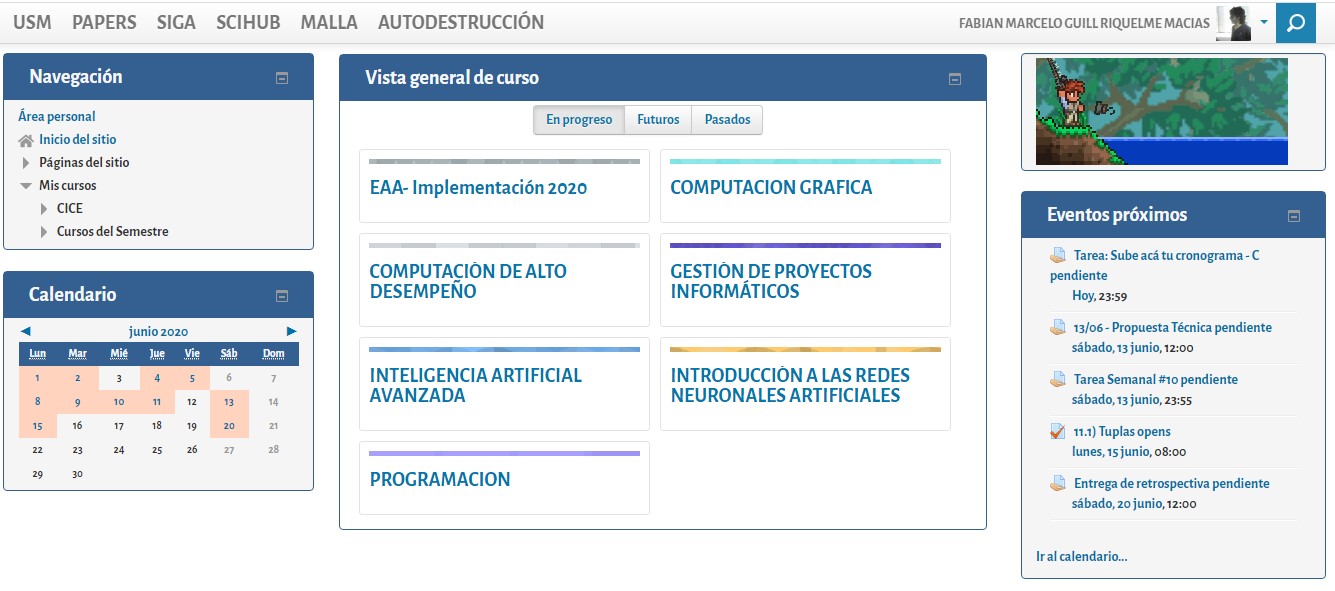 USM PAPERS SIGA SCIHUB MALLA AUTODESTRUCCIÓN
FABIAN MARCELO GUILL RIQUELME MACIAS
Navegación
Área personal
Inicio del sitio
Páginas del sitio
Mis cursos
CICE
Cursos del Semestre
Calendario
junio 2020
Lun Mar Mié Jue Vie Sáb Dom
1 2 3 4 5 6 7
8 9 10 11 12 13 14
15 16 17 18 19 20 21
22 23 24 25 26 27 28
29 30
Vista general de curso
En progreso Futuros Pasados
EAA- Implementación 2020
COMPUTACION GRAFICA
COMPUTACIÓN DE ALTO
DESEMPEÑO
GESTIÓN DE PROYECTOS
INFORMÁTICOS
INTELIGENCIA ARTIFICIAL
AVANZADA
INTRODUCCIÓN A LAS REDES
NEURONALES ARTIFICIALES
PROGRAMACION
Eventos próximos
Tarea: Sube acá tu cronograma - C
pendiente
Hoy, 23:59
13/06 - Propuesta Técnica pendiente
sábado, 13 junio, 12:00
Tarea Semanal #10 pendiente
sábado, 13 junio, 23:55
11.1) Tuplas opens
lunes, 15 junio, 08:00
Entrega de retrospectiva pendiente
sábado, 20 junio, 12:00
Ir al calendario...